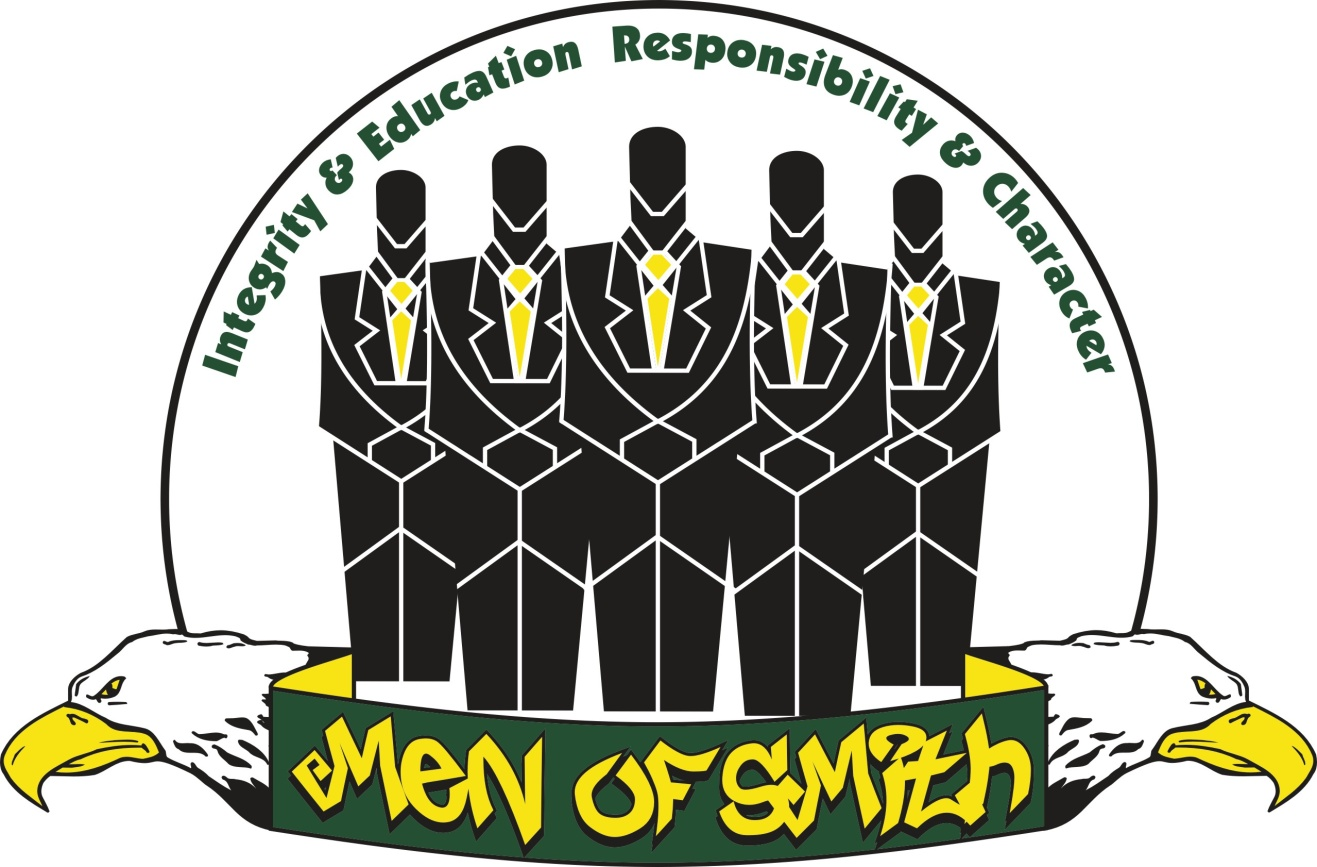 Integrity & Education Responsibility & Character
Men of Smith